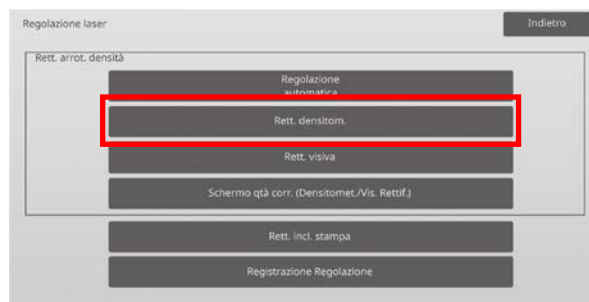 Regolazione laser
Indietro
Rett. arrot. densità
Regolazione
automatica
Rett. densitom.
Rett. visiva
Schermo qtà corr. (Densitomet./Vis. Rettif.)
Rett. incl. stampa
Registrazione Regolazione